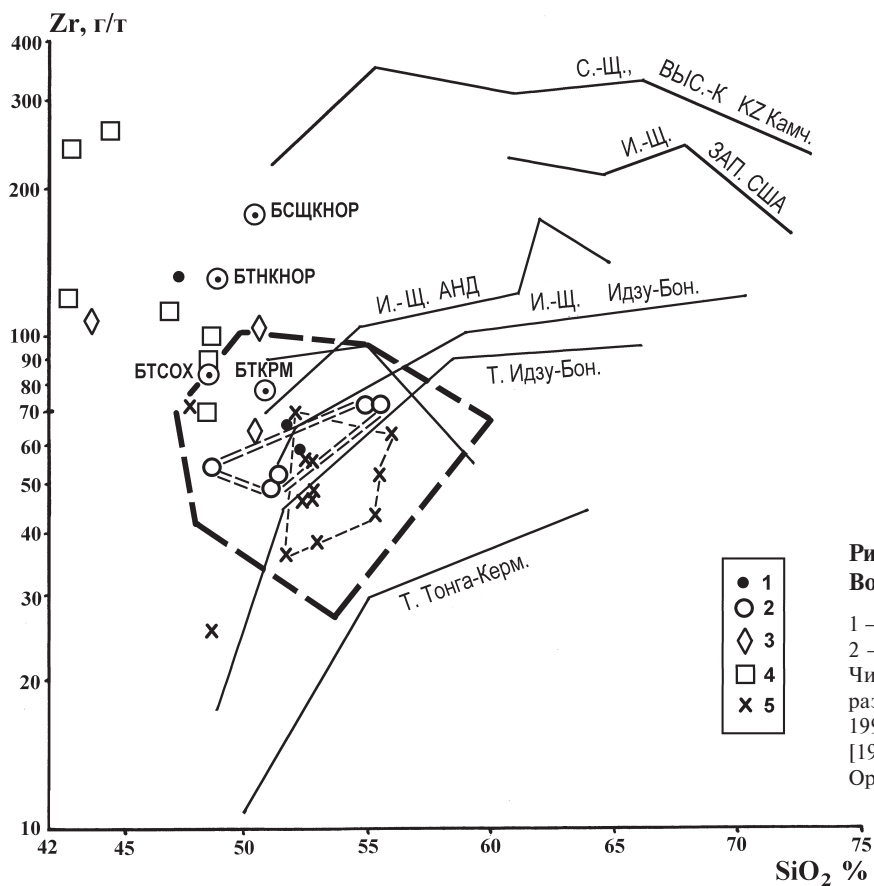 Zr, г/т
400
300
200
100
90
80
70
60
50
40
30
20
10
42
45
50
55
60
65
70
75
SiO₂ %
С.-Щ., ВЫС.-К KZ Камч.
И.-Щ. ЗАП. США
БСЩКНОР
БТНКНОР
И.-Щ. АНД
И.-Щ. Идзу-Бон.
БТСОХ
БТКРМ
Т. Идзу-Бон.
Т. Тонга-Керм.
1
2
3
4
5
Ри
Во
1 –
2 –
Чи
раз
199
[19
Ор